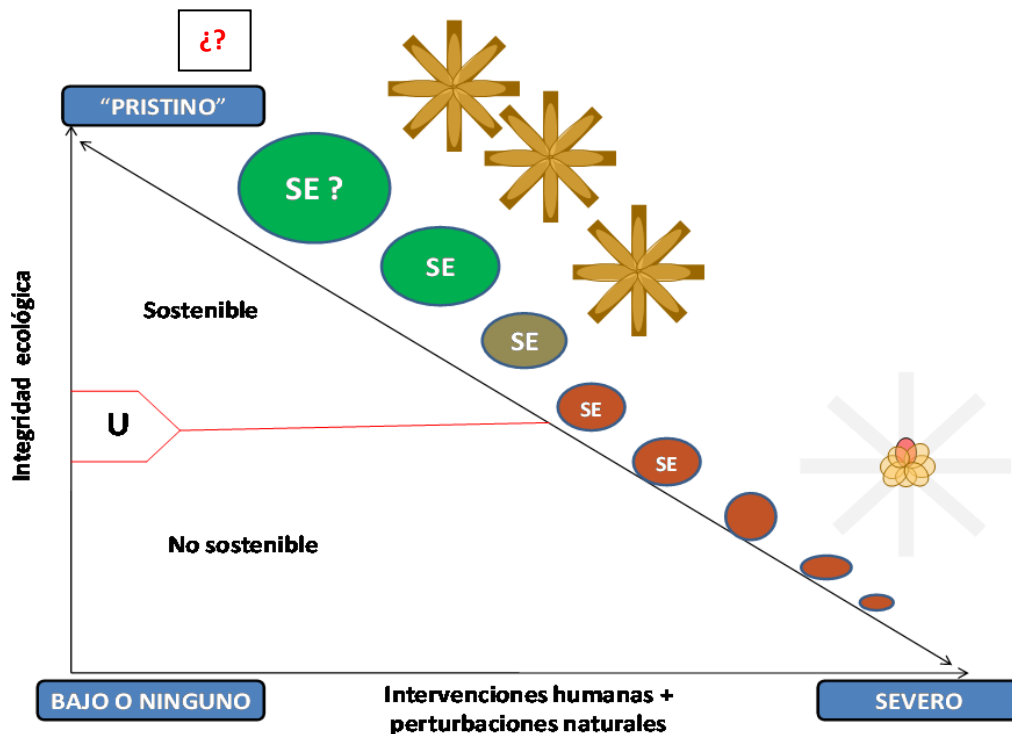 ¿?
“PRISTINO”
SE ?
SE
Sostenible
SE
Integridad ecológica
SE
U
SE
No sostenible
BAJO O NINGUNO
Intervenciones humanas +
perturbaciones naturales
SEVERO